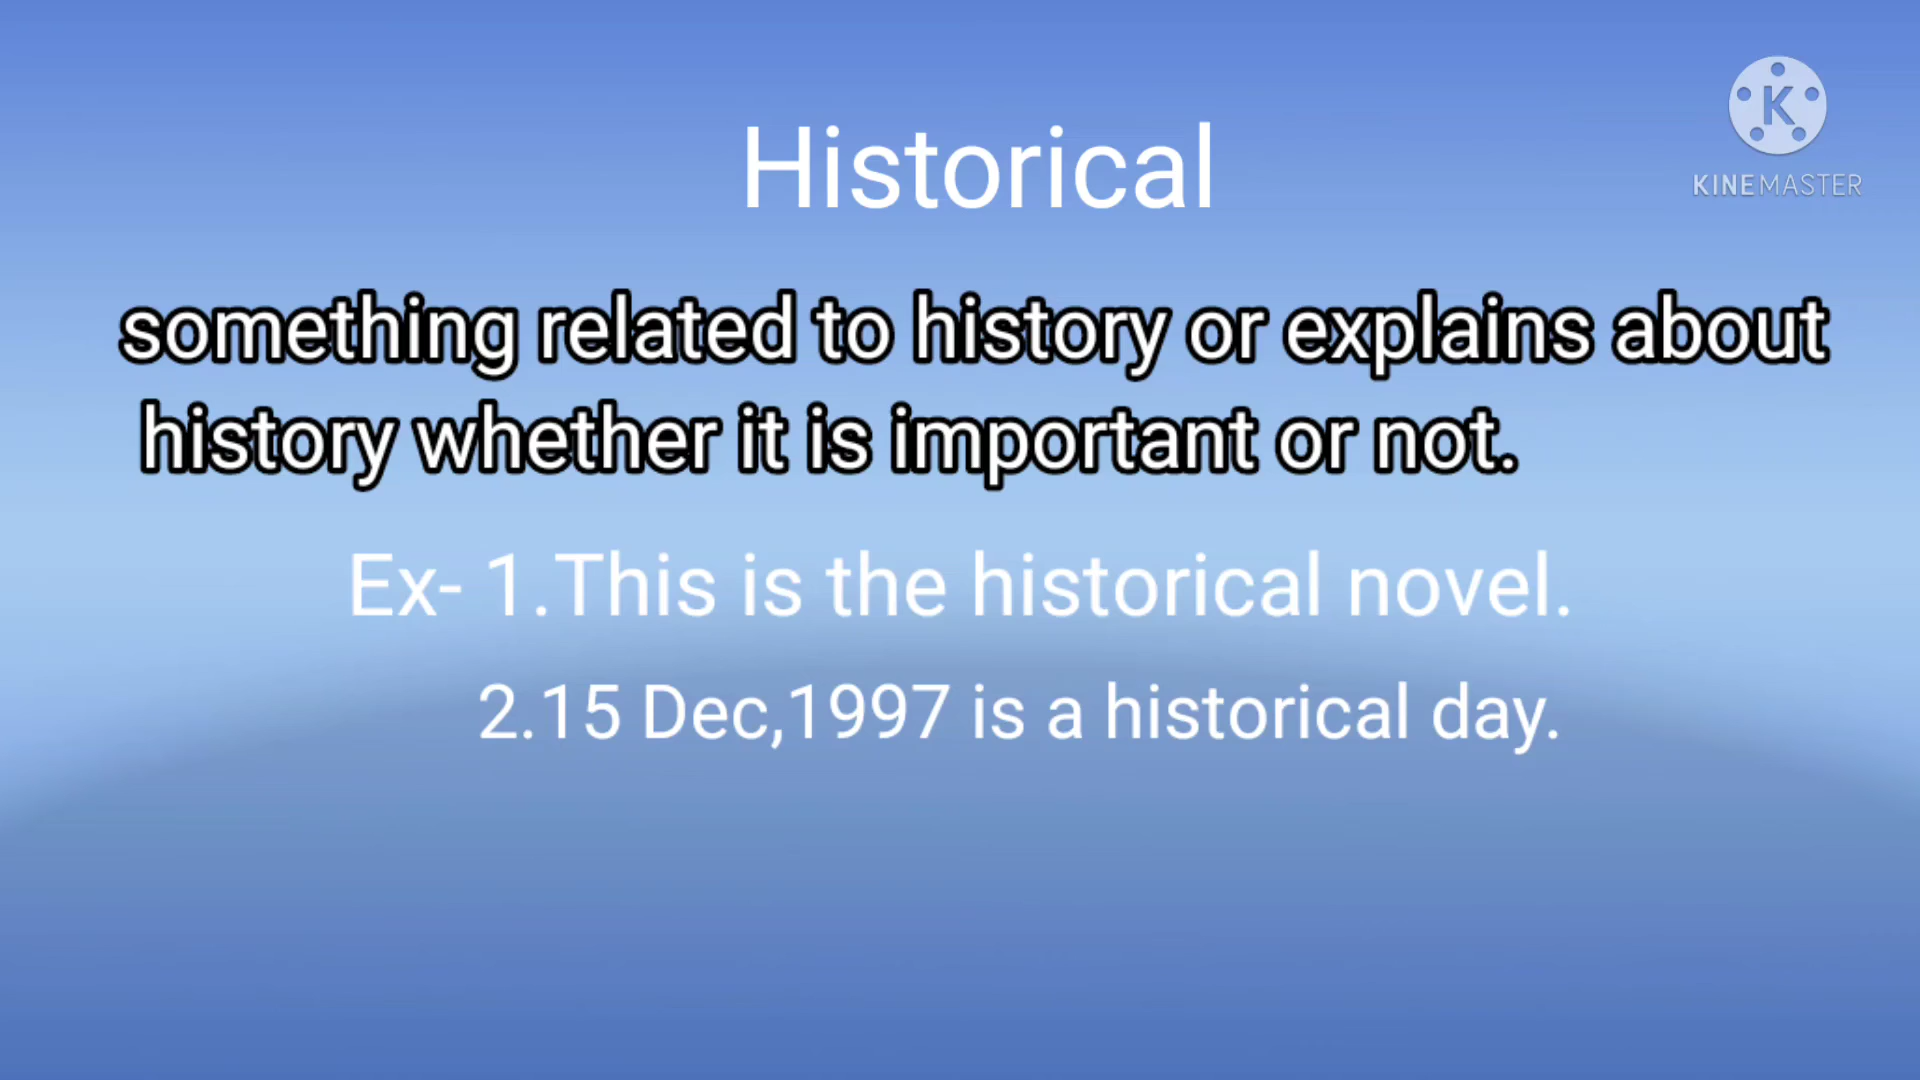 Historical
KINEMASTER
something related to history or explains about
history whether it is important or not.
Ex- 1.This is the historical novel.
2.15 Dec,1997 is a historical day.